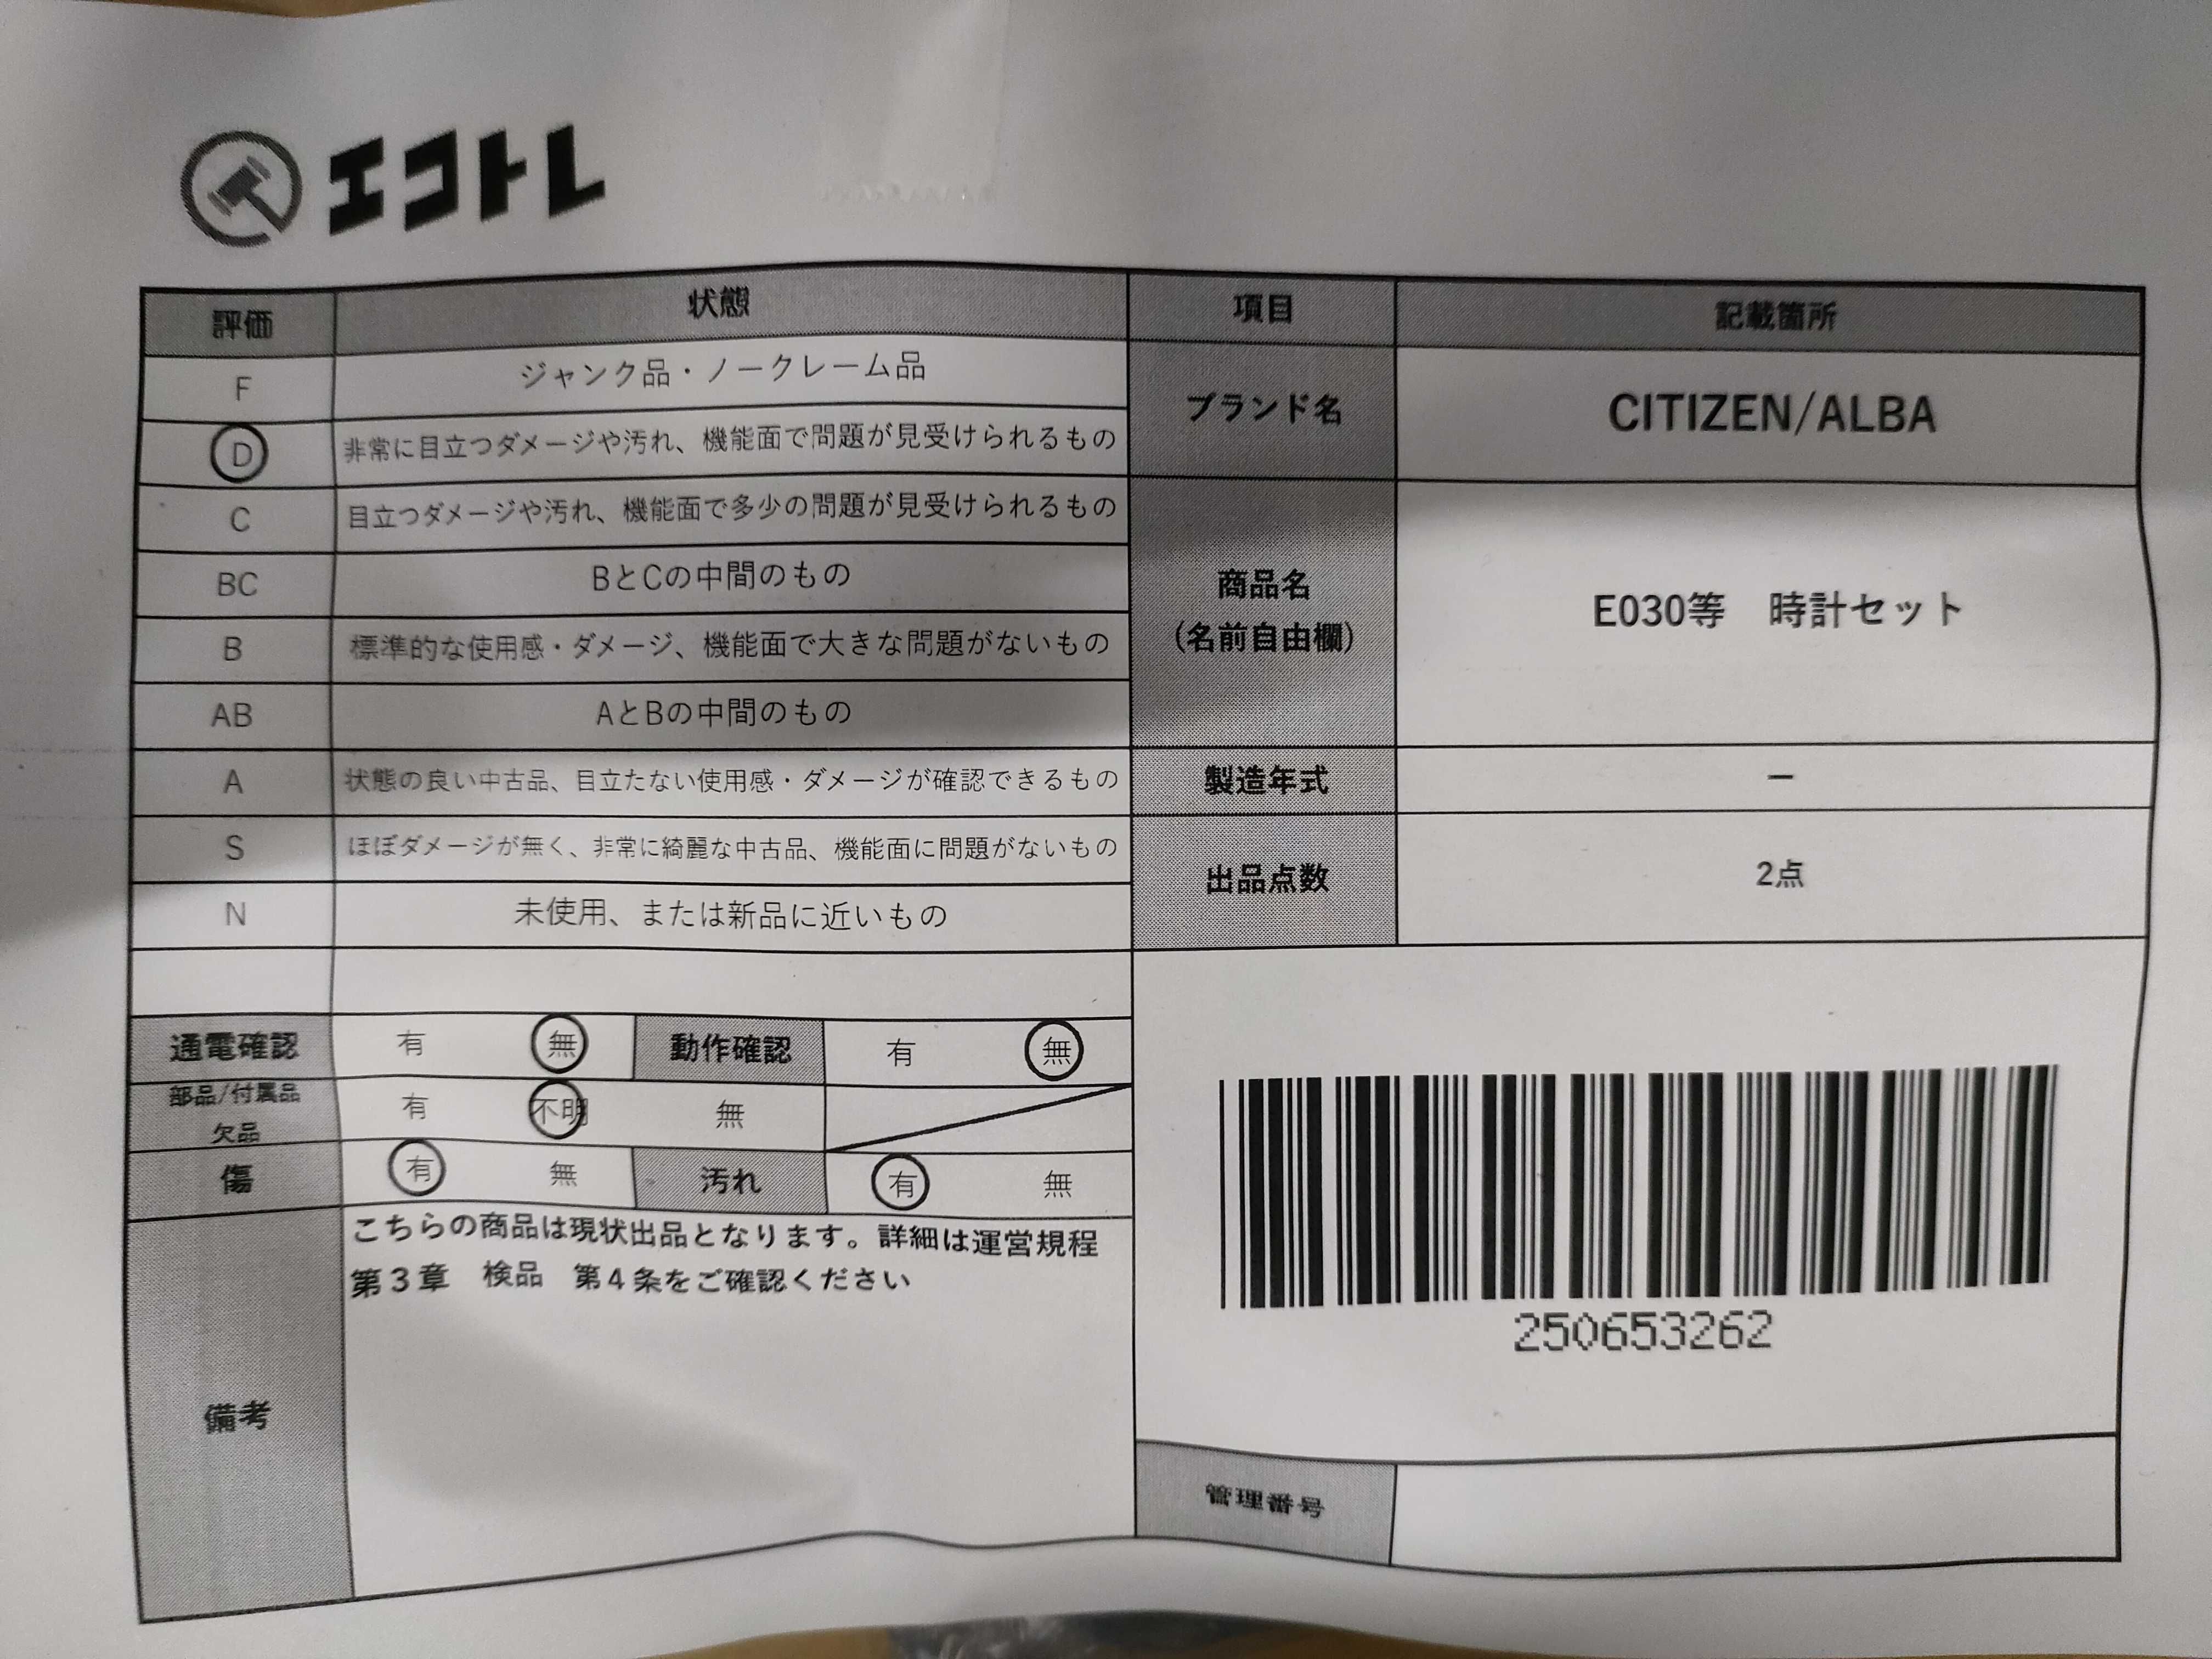 エコトレ
評価 状態 項目 記載箇所
F ジャンク品・ノークレーム品
D 非常に目立つダメージや汚れ、機能面で問題が見受けられるもの
ブランド名 CITIZEN/ALBA
C 目立つダメージや汚れ、機能面で多少の問題が見受けられるもの
BC BとCの中間のもの
商品名
(名前自由欄)
E030等 時計セット
B 標準的な使用感・ダメージ、機能面で大きな問題がないもの
AB AとBの中間のもの
A 状態の良い中古品、目立たない使用感・ダメージが確認できるもの
製造年式 ー
S ほぼダメージが無く、非常に綺麗な中古品、機能面に問題がないもの
出品点数 2点
N 未使用、または新品に近いもの
通電確認 有 無 動作確認 有 無
部品/付属品
欠品
有 不明 無
傷 有 無 汚れ 有 無
備考
こちらの商品は現状出品となります。詳細は運営規程
第3章 検品 第4条をご確認ください
250653262
管理番号